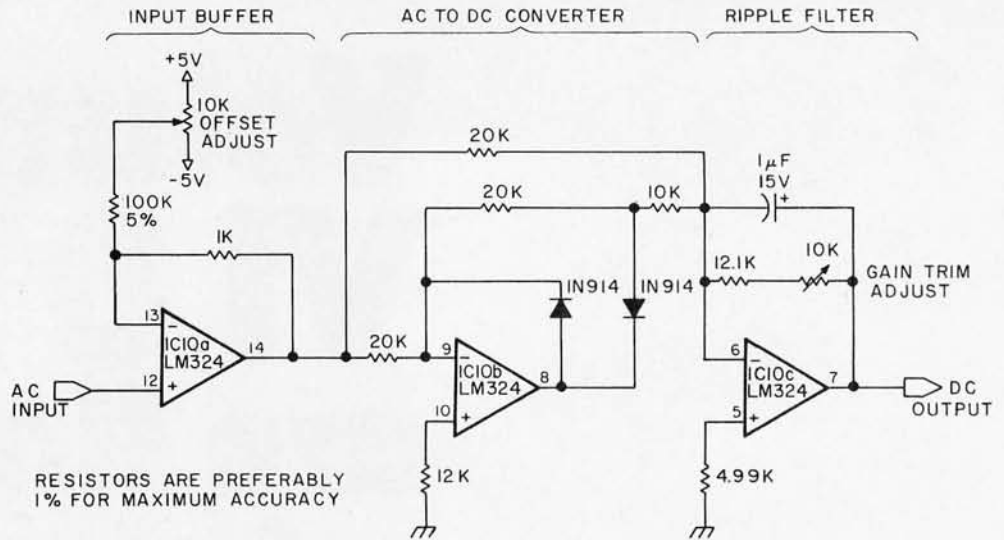 INPUT BUFFER
AC TO DC CONVERTER
RIPPLE FILTER
+5V
10K
OFFSET
ADJUST
-5V
100K
5%
1K
20K
20K
10K
1µF
15V
+
12.1K
10K
GAIN TRIM
ADJUST
1N914
1N914
13
-
IC10a
LM324
14
12
+
AC
INPUT
20K
9
-
IC10b
LM324
8
10
+
12K
6
-
IC10c
LM324
7
5
+
4.99K
DC
OUTPUT
RESISTORS ARE PREFERABLY
1% FOR MAXIMUM ACCURACY